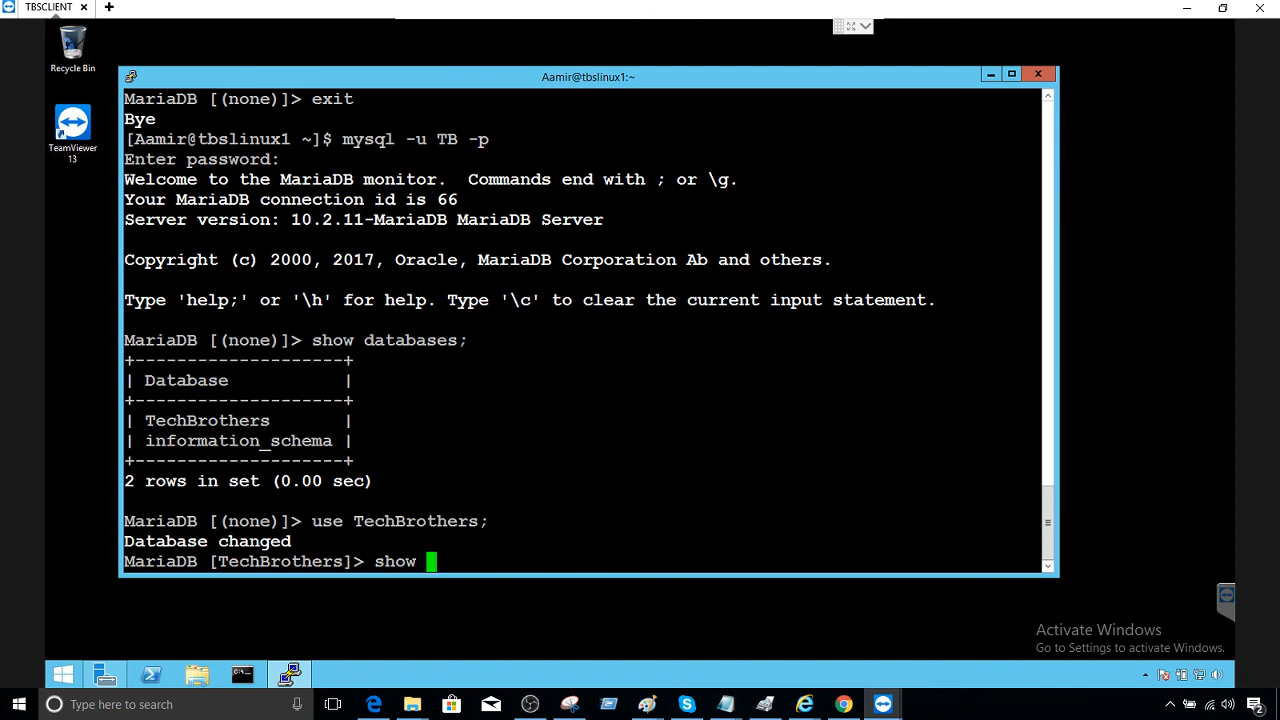 TBSCLIENT
Recycle Bin
TeamViewer
13
Aamir@tbslinux1:~
MariaDB [(none)]> exit
Bye
[Aamir@tbslinux1 ~]$ mysql -u TB -p
Enter password:
Welcome to the MariaDB monitor.  Commands end with ; or \g.
Your MariaDB connection id is 66
Server version: 10.2.11-MariaDB MariaDB Server
Copyright (c) 2000, 2017, Oracle, MariaDB Corporation Ab and others.
Type 'help;' or '\h' for help. Type '\c' to clear the current input statement.
MariaDB [(none)]> show databases;
+--------------------+
| Database           |
+--------------------+
| TechBrothers       |
| information_schema |
+--------------------+
2 rows in set (0.00 sec)
MariaDB [(none)]> use TechBrothers;
Database changed
MariaDB [TechBrothers]> show
Activate Windows
Go to Settings to activate Windows.
Type here to search